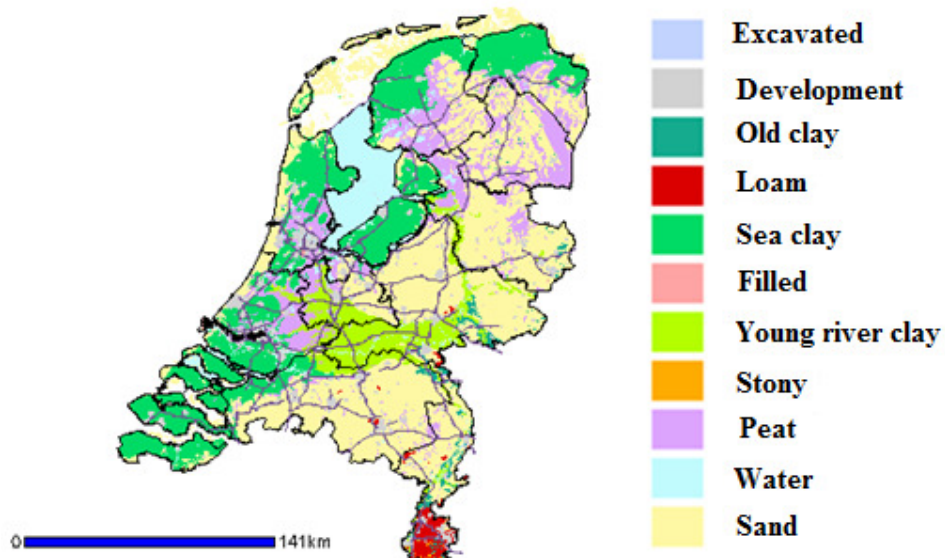 Excavated
Development
Old clay
Loam
Sea clay
Filled
Young river clay
Stony
Peat
Water
Sand
0 141km